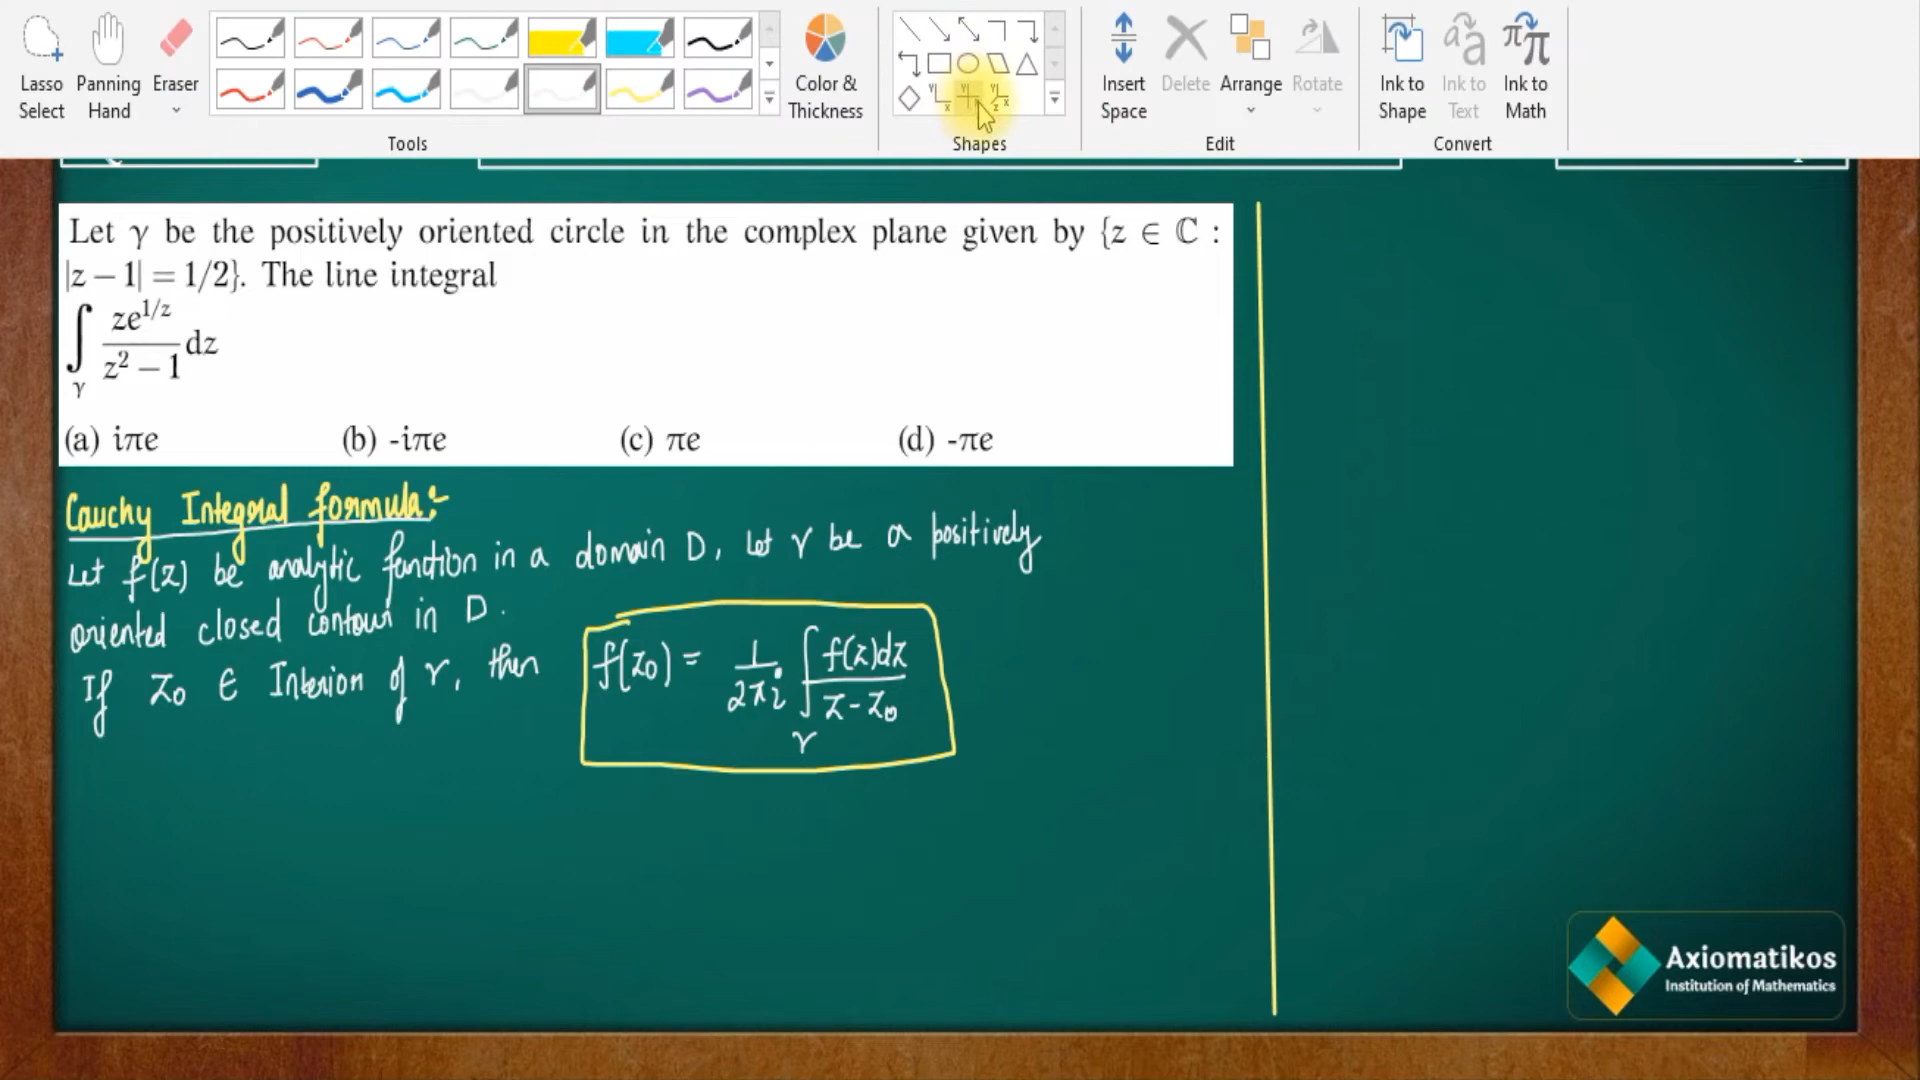 Lasso Select
Panning Hand
Eraser
Color & Thickness
Insert Space
Delete
Arrange
Rotate
Ink to Shape
Ink to Text
Ink to Math
Tools
Shapes
Edit
Convert
Let γ be the positively oriented circle in the complex plane given by {z ∈ ℂ :
|z − 1| = 1/2}. The line integral
∫_γ ze^{1/z} / (z² − 1) dz
(a) iπe (b) -iπe (c) πe (d) -πe
Cauchy Integral formula:-
Let f(z) be analytic function in a domain D, Let γ be a positively
oriented closed contour in D.
If z₀ ∈ Interior of γ, then f(z₀) = 1/2πi ∫_γ f(z)dz / z - z₀
Axiomatikos
Institution of Mathematics